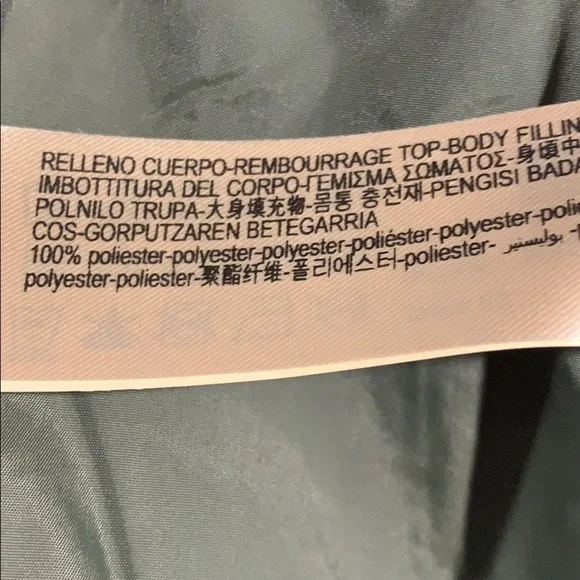 RELLENO CUERPO-REMBOURRAGE TOP-BODY FILLIN
IMBOTTITURA DEL CORPO-ΓΕΜΙΣΜΑ ΣΩΜΑΤΟΣ-身頃中
POLNILO TRUPA-大身填充物-몸통 충전재-PENGISI BADA
COS-GORPUTZAREN BETEGARRIA
100% poliester-polyester-polyester-poliéster-polyester-polie
polyester-poliester-聚酯纤维-폴리에스터-poliester- بوليستير -